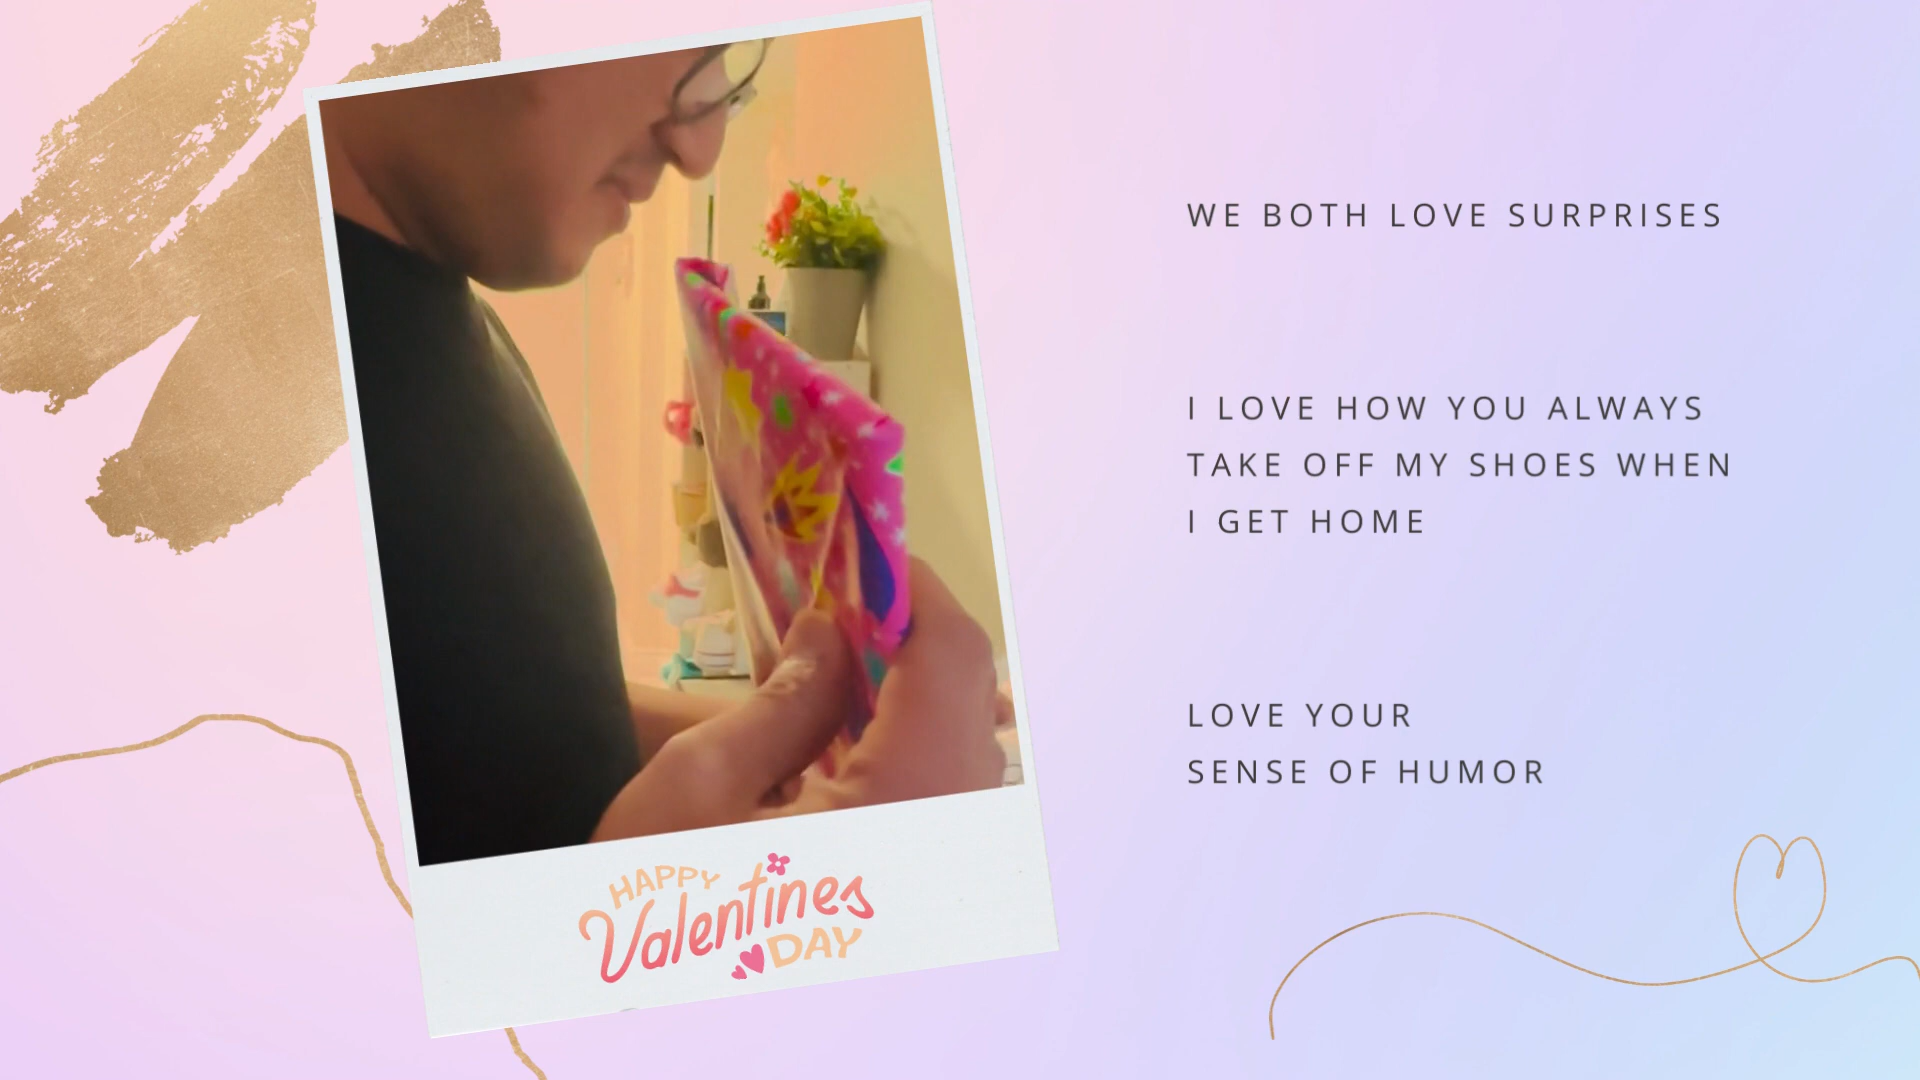 HAPPY
Valentines
DAY
WE BOTH LOVE SURPRISES
I LOVE HOW YOU ALWAYS
TAKE OFF MY SHOES WHEN
I GET HOME
LOVE YOUR
SENSE OF HUMOR